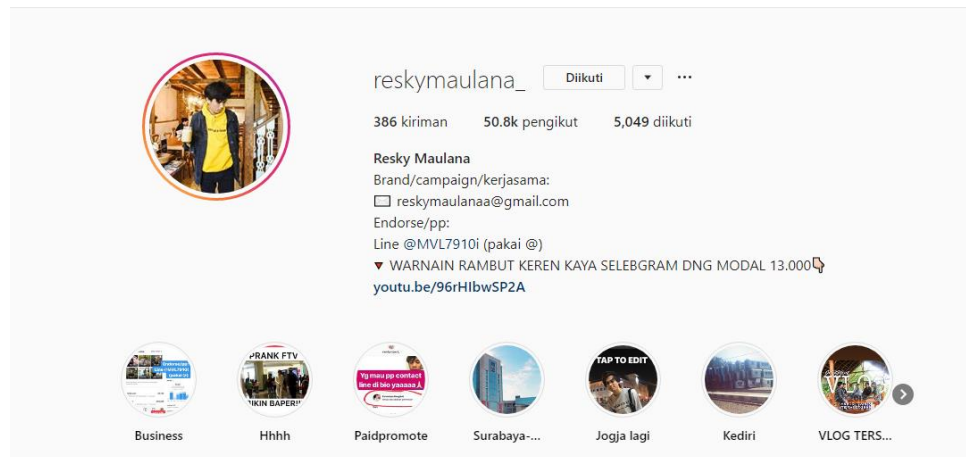 reskymaulana_ Diikuti
386 kiriman 50.8k pengikut 5,049 diikuti
Resky Maulana
Brand/campaign/kerjasama:
reskymaulanaa@gmail.com
Endorse/pp:
Line @MVL7910i (pakai @)
WARNAIN RAMBUT KEREN KAYA SELEBGRAM DNG MODAL 13.000
youtu.be/96rHIbwSP2A
PRANK FTV
BIKIN BAPER!!
Yg mau pp contact
line di bio yaaaaa
TAP TO EDIT
VLOG
Business Hhhh Paidpromote Surabaya-... Jogja lagi Kediri VLOG TERS...